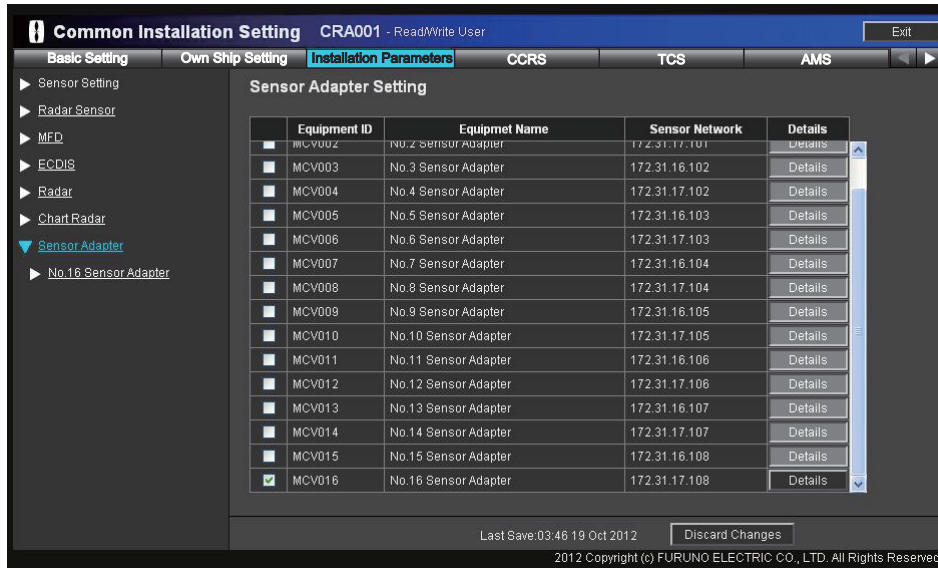 Common Installation Setting CRA001 - Read/Write User Exit
Basic Setting Own Ship Setting Installation Parameters CCRS TCS AMS
Sensor Setting
Radar Sensor
MFD
ECDIS
Radar
Chart Radar
Sensor Adapter
No.16 Sensor Adapter
Sensor Adapter Setting
Equipment ID Equipmet Name Sensor Network Details
MCV002 No.2 Sensor Adapter 172.31.17.101 Details
MCV003 No.3 Sensor Adapter 172.31.16.102 Details
MCV004 No.4 Sensor Adapter 172.31.17.102 Details
MCV005 No.5 Sensor Adapter 172.31.16.103 Details
MCV006 No.6 Sensor Adapter 172.31.17.103 Details
MCV007 No.7 Sensor Adapter 172.31.16.104 Details
MCV008 No.8 Sensor Adapter 172.31.17.104 Details
MCV009 No.9 Sensor Adapter 172.31.16.105 Details
MCV010 No.10 Sensor Adapter 172.31.17.105 Details
MCV011 No.11 Sensor Adapter 172.31.16.106 Details
MCV012 No.12 Sensor Adapter 172.31.17.106 Details
MCV013 No.13 Sensor Adapter 172.31.16.107 Details
MCV014 No.14 Sensor Adapter 172.31.17.107 Details
MCV015 No.15 Sensor Adapter 172.31.16.108 Details
MCV016 No.16 Sensor Adapter 172.31.17.108 Details
Last Save:03:46 19 Oct 2012 Discard Changes
2012 Copyright (c) FURUNO ELECTRIC CO., LTD. All Rights Reserved